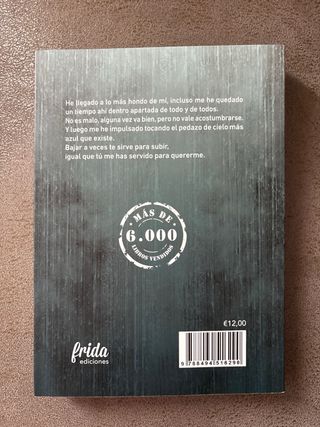 He llegado a lo más hondo de mí, incluso me he quedado
un tiempo ahí dentro apartada de todo y de todos.
No es malo, alguna vez va bien, pero no vale acostumbrarse.
Y luego me he impulsado tocando el pedazo de cielo más
azul que existe.
Bajar a veces te sirve para subir,
igual que tú me has servido para quererme.
MÁS DE
6.000
LIBROS VENDIDOS
€12,00
frida
ediciones
9 788494 518290